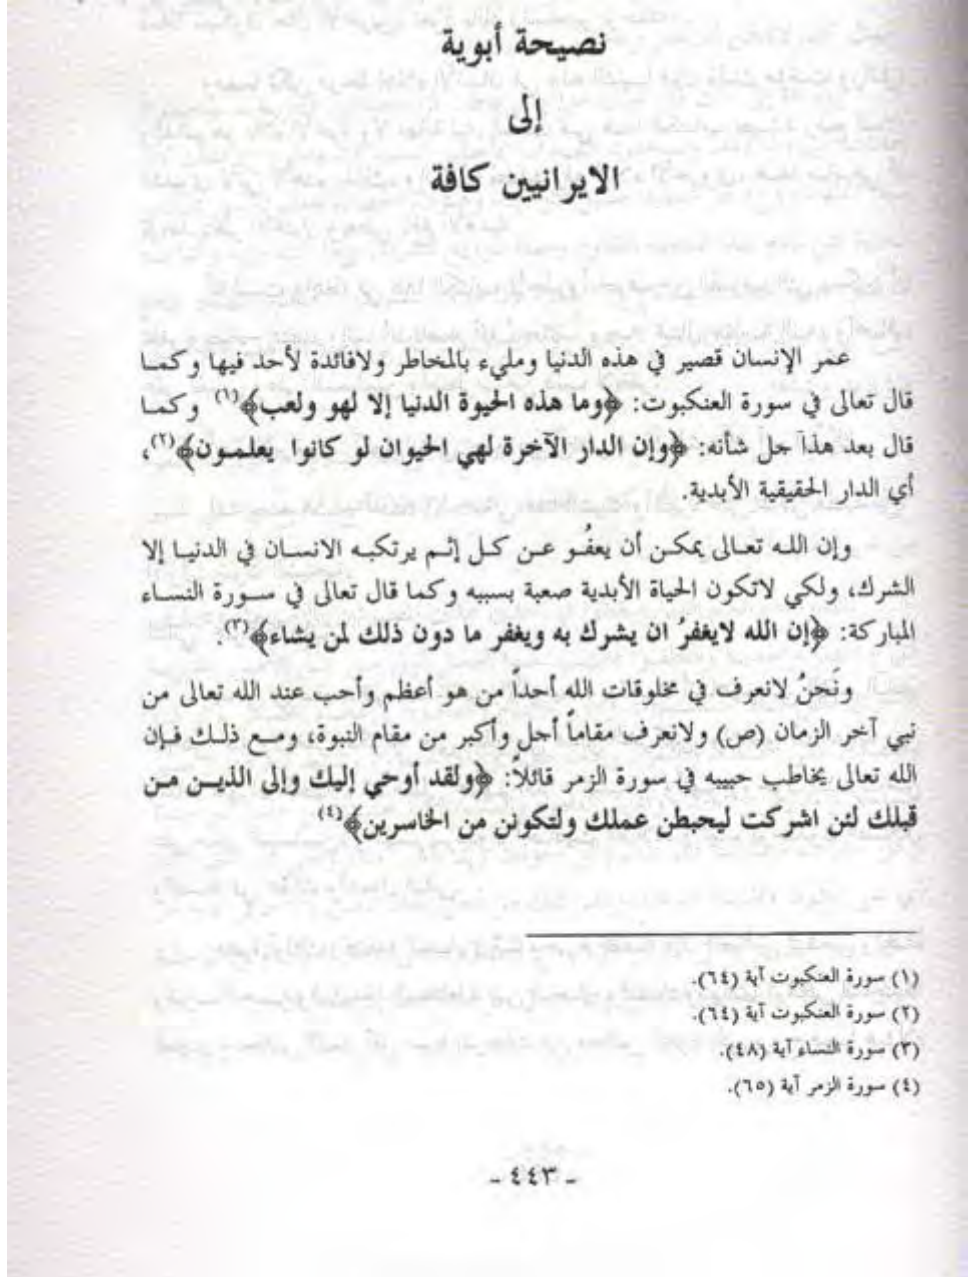 نصيحة أبوية
إلى
الايرانيين كافة
عمر الإنسان قصير في هذه الدنيا ومليء بالمخاطر ولافائدة لأحد فيها وكما
قال تعالى في سورة العنكبوت: ﴿وما هذه الحيوة الدنيا إلا لهو ولعب﴾(١) وكما
قال بعد هذا جل شأنه: ﴿وإن الدار الآخرة لهي الحيوان لو كانوا يعلمون﴾(٢)،
أي الدار الحقيقية الأبدية.
وإن الله تعالى يمكن أن يعفُو عن كل إثم يرتكبه الانسان في الدنيا إلا
الشرك، ولكي لاتكون الحياة الأبدية صعبة بسببه وكما قال تعالى في سورة النساء
المباركة: ﴿إن الله لايغفرُ ان يشرك به ويغفر ما دون ذلك لمن يشاء﴾(٣).
ونَحنُ لانعرف في مخلوقات الله أحداً من هو أعظم وأحب عند الله تعالى من
نبي آخر الزمان (ص) ولانعرف مقاماً أجل وأكبر من مقام النبوة، ومع ذلك فإن
الله تعالى يخاطب حبيبه في سورة الزمر قائلاً: ﴿ولقد أوحي إليك وإلى الذين من
قبلك لئن اشركت ليحبطن عملك ولتكونن من الخاسرين﴾(٤)
(١) سورة العنكبوت آية (٦٤).
(٢) سورة العنكبوت آية (٦٤).
(٣) سورة النساء آية (٤٨).
(٤) سورة الزمر آية (٦٥).
- ٤٤٣ -